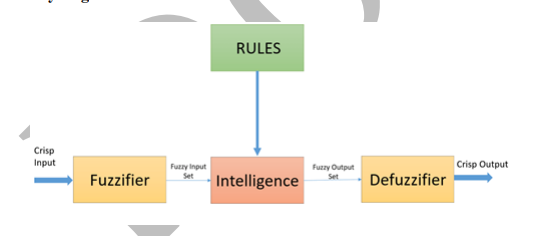 RULES
Crisp
Input
Fuzzifier
Fuzzy Input
Set
Intelligence
Fuzzy Output
Set
Defuzzifier
Crisp Output